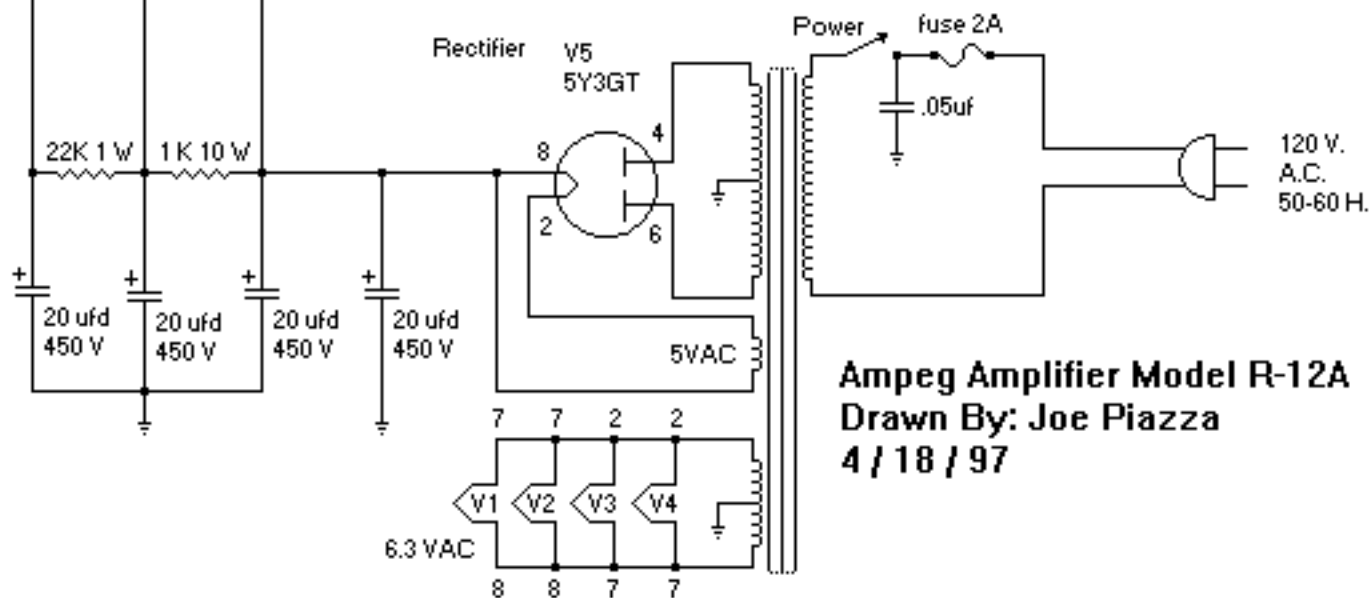 Power
fuse 2A
Rectifier
V5
5Y3GT
.05uf
4
8
22K 1 W
1 K 10 W
120 V.
A.C.
50-60 H.
2
6
+
+
+
+
20 ufd
450 V
20 ufd
450 V
20 ufd
450 V
20 ufd
450 V
5VAC
Ampeg Amplifier Model R-12A
Drawn By: Joe Piazza
4 / 18 / 97
7
7
2
2
V1
V2
V3
V4
6.3 VAC
8
8
7
7